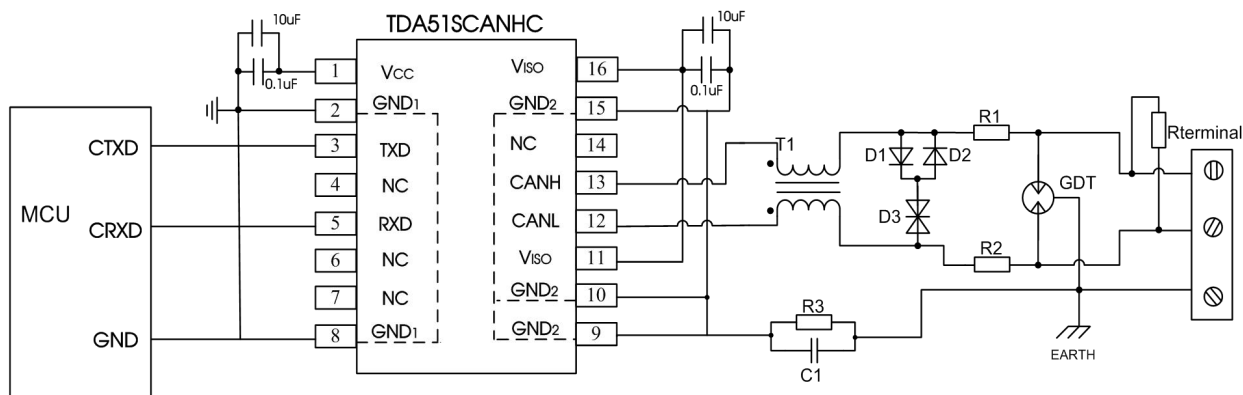 TDA51SCANHC
10uF
0.1uF
10uF
0.1uF
MCU
CTXD
CRXD
GND
1
2
3
4
5
6
7
8
VCC
GND1
TXD
NC
RXD
NC
NC
GND1
VISO
GND2
NC
CANH
CANL
VISO
GND2
GND2
16
15
14
13
12
11
10
9
T1
D1
D2
D3
R1
R2
GDT
Rterminal
R3
C1
EARTH